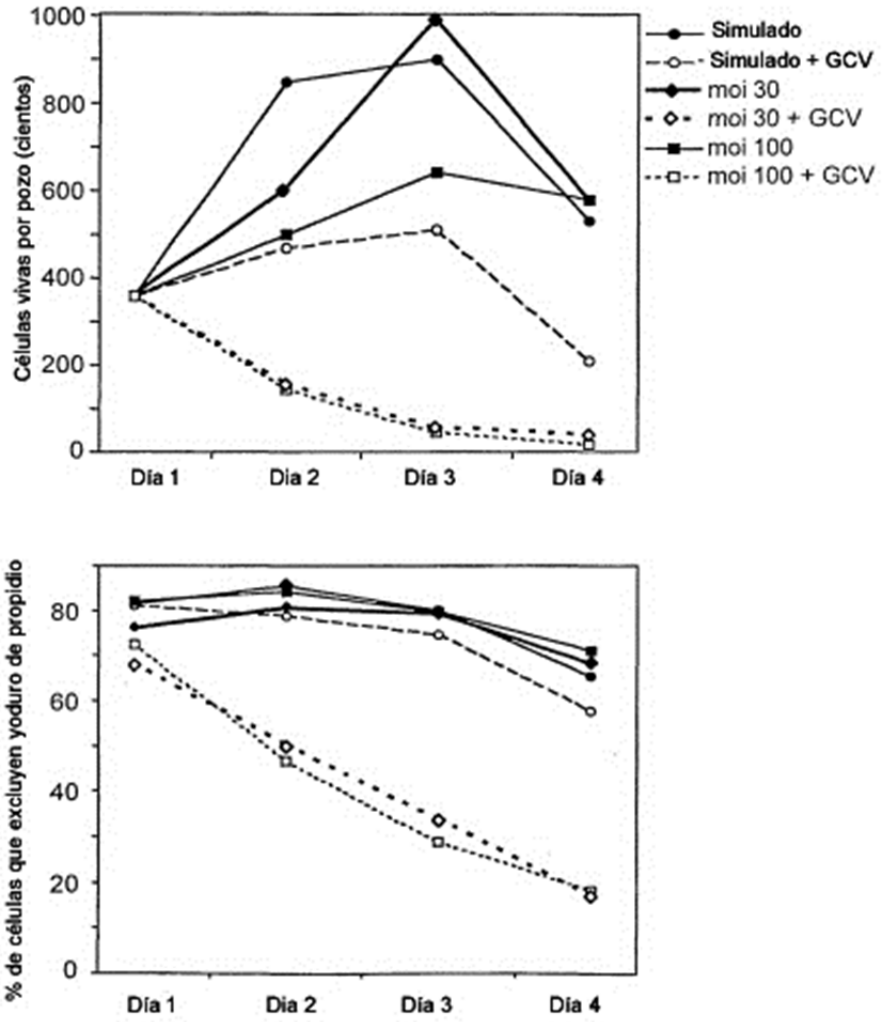 Células vivas por pozo (cientos)
1000
800
600
400
200
0
Día 1
Dia 2
Día 3
Día 4
Simulado
Simulado + GCV
moi 30
moi 30 + GCV
moi 100
moi 100 + GCV
% de células que excluyen yoduro de propidio
80
60
40
20
0
Día 1
Dia 2
Día 3
Día 4